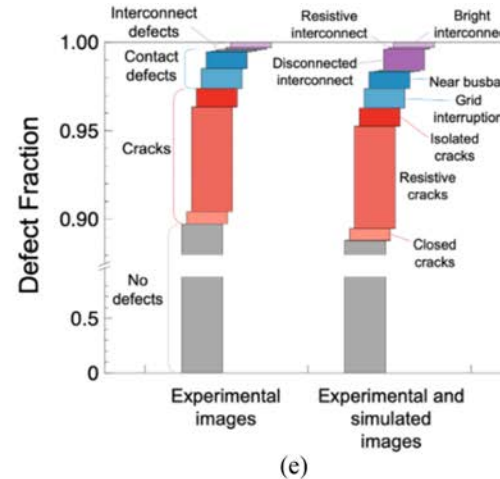 Interconnect
defects
Resistive
interconnect
Bright
interconne
1.00
Contact
defects
Disconnected
interconnect
Near busba
Grid
interruption
0.95
Cracks
Isolated
cracks
Resistive
cracks
0.90
Closed
cracks
Defect Fraction
No
defects
0.5
0
Experimental
images
Experimental and
simulated
images
(e)